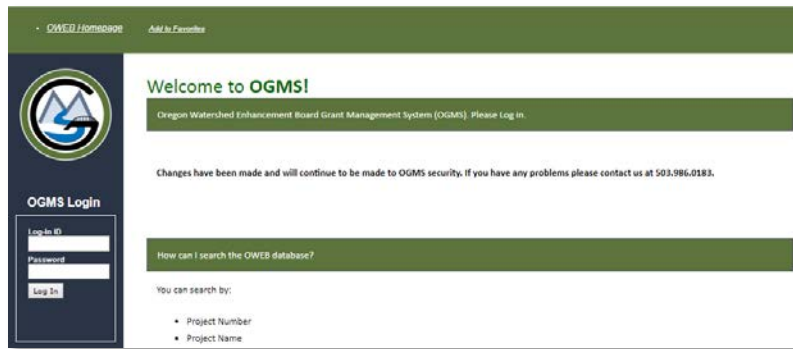 OWEB Homepage Add to Favorites
Welcome to OGMS!
Oregon Watershed Enhancement Board Grant Management System (OGMS). Please Log in.
Changes have been made and will continue to be made to OGMS security. If you have any problems please contact us at 503.986.0183.
OGMS Login
Log-in ID
Password
Log In
How can I search the OWEB database?
You can search by:
• Project Number
• Project Name